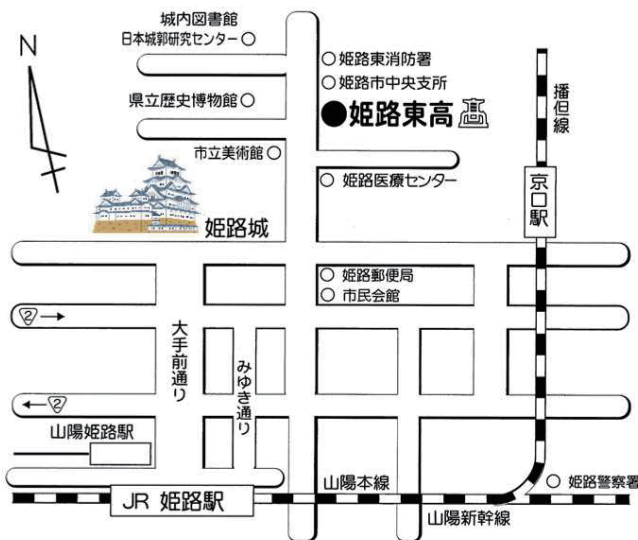 城内図書館
日本城郭研究センター
N
姫路東消防署
姫路市中央支所
県立歴史博物館
姫路東高
高
播但線
市立美術館
姫路医療センター
京口駅
姫路城
姫路郵便局
市民会館
2
大手前通り
みゆき通り
2
山陽姫路駅
山陽本線
姫路警察署
JR 姫路駅
山陽新幹線